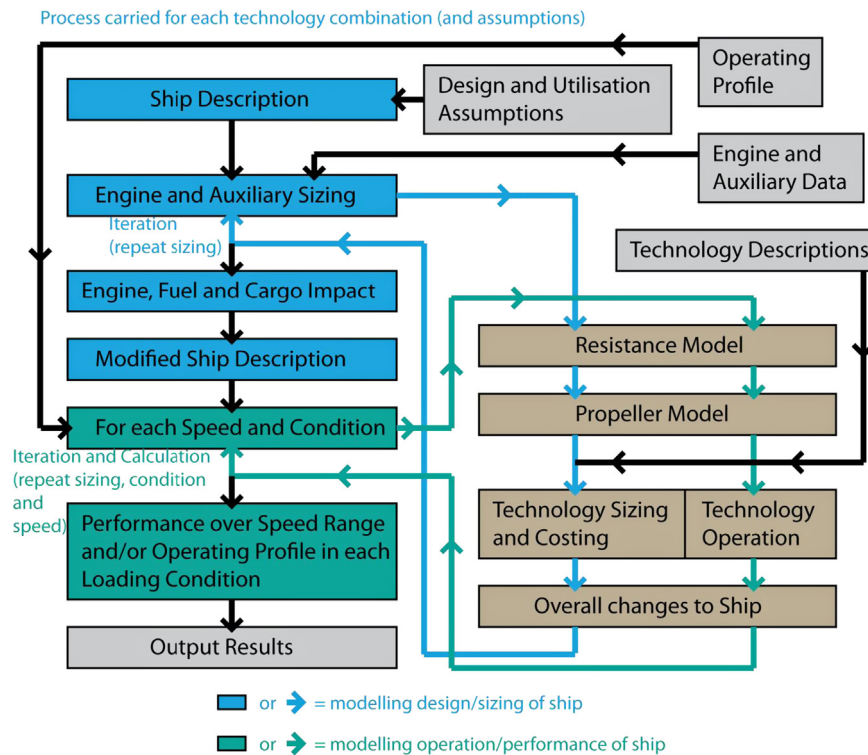 Process carried for each technology combination (and assumptions)
Operating
Profile
Ship Description
Design and Utilisation
Assumptions
Engine and
Auxiliary Data
Engine and Auxiliary Sizing
Iteration
(repeat sizing)
Technology Descriptions
Engine, Fuel and Cargo Impact
Resistance Model
Modified Ship Description
Propeller Model
For each Speed and Condition
Iteration and Calculation
(repeat sizing, condition
and
speed)
Performance over Speed Range
and/or Operating Profile in each
Loading Condition
Technology Sizing
and Costing
Technology
Operation
Overall changes to Ship
Output Results
or = modelling design/sizing of ship
or = modelling operation/performance of ship